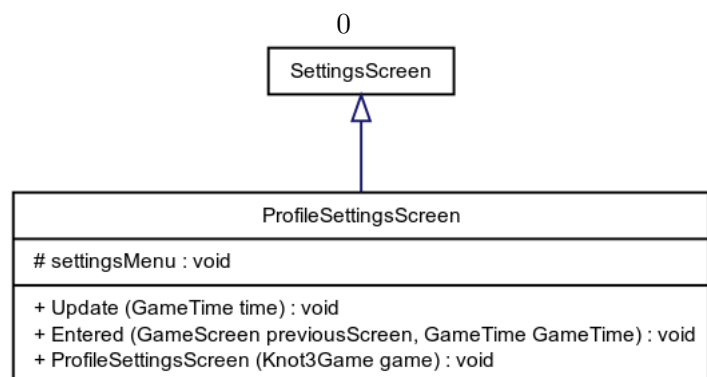 0
SettingsScreen
ProfileSettingsScreen
# settingsMenu : void
+ Update (GameTime time) : void
+ Entered (GameScreen previousScreen, GameTime GameTime) : void
+ ProfileSettingsScreen (Knot3Game game) : void